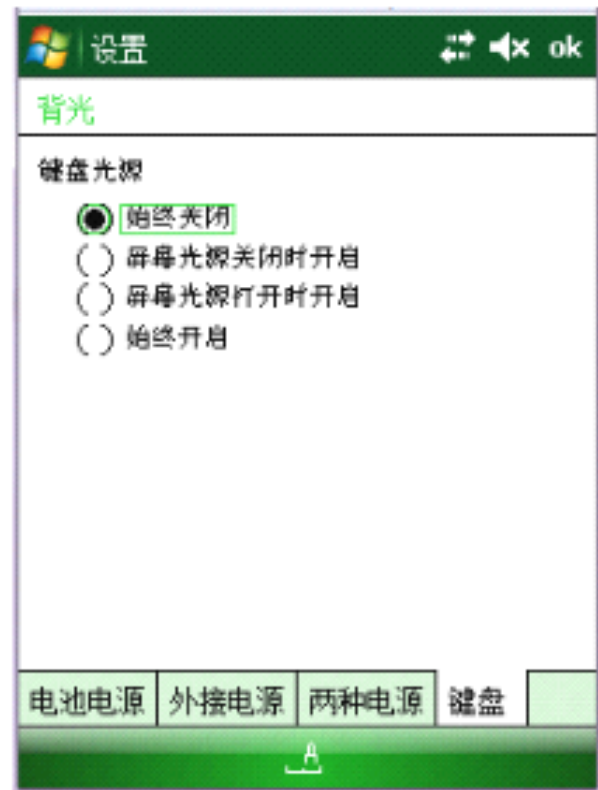 设置 ok
背光
键盘光源
始终关闭
屏幕光源关闭时开启
屏幕光源打开时开启
始终开启
电池电源 外接电源 两种电源 键盘
A